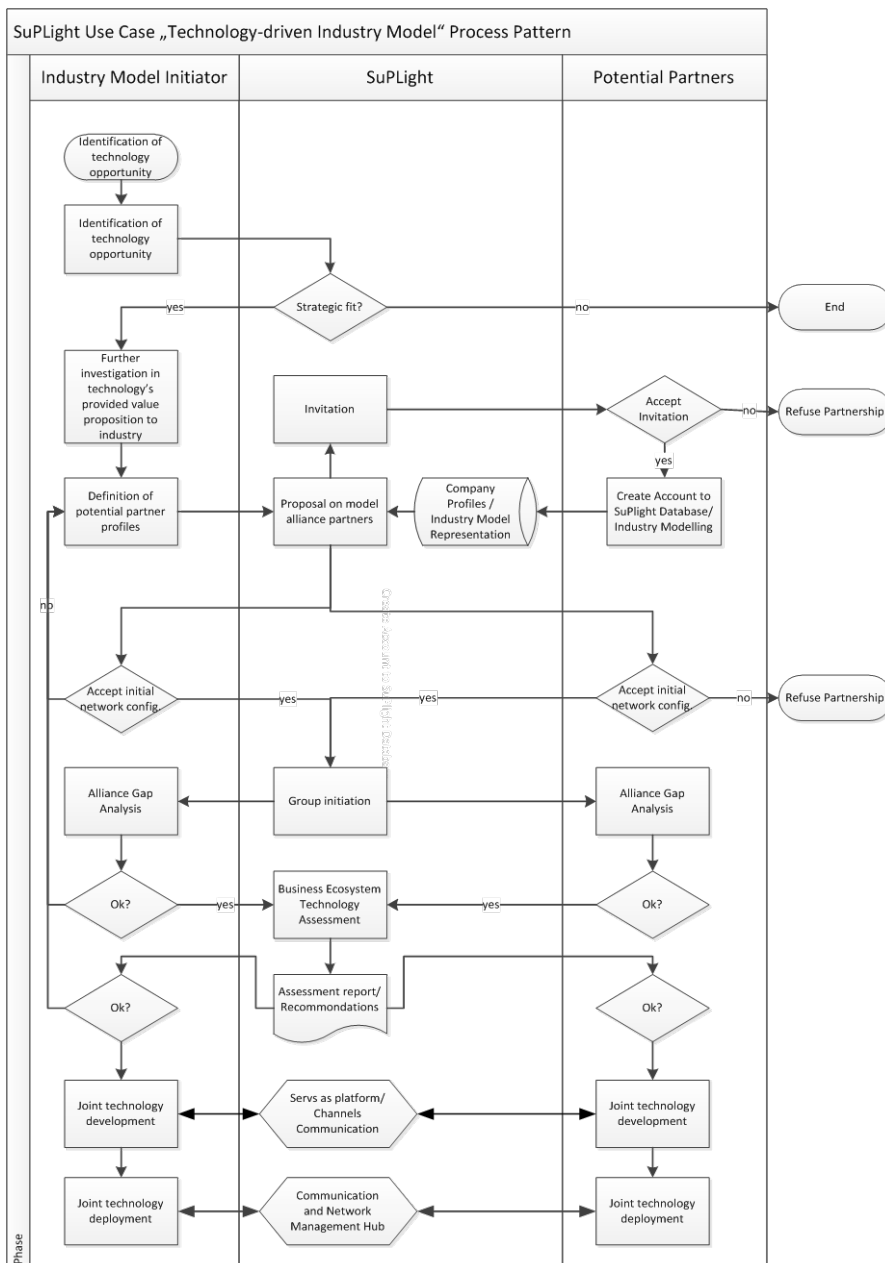 SuPLight Use Case „Technology-driven Industry Model“ Process Pattern
Industry Model Initiator
SuPLight
Potential Partners
Identification of
technology
opportunity
Identification of
technology
opportunity
Strategic fit?
yes
no
End
Further
investigation in
technology's
provided value
proposition to
industry
Invitation
Accept
Invitation
no
Refuse Partnership
yes
Definition of
potential partner
profiles
Proposal on model
alliance partners
Company
Profiles /
Industry Model
Representation
Create Account to
SuPlight Database/
Industry Modelling
no
Accept initial
network config.
yes
yes
Accept initial
network config.
no
Refuse Partnership
Alliance Gap
Analysis
Group initiation
Alliance Gap
Analysis
Ok?
yes
Business Ecosystem
Technology
Assessment
yes
Ok?
Ok?
Assessment report/
Recommondations
Ok?
Joint technology
development
Servs as platform/
Channels
Communication
Joint technology
development
Joint technology
deployment
Communication
and Network
Management Hub
Joint technology
deployment
Phase